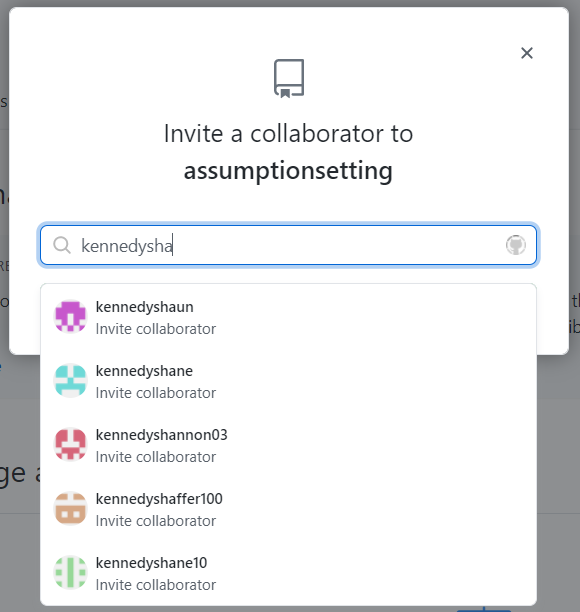 Invite a collaborator to
assumptionsetting
kennedysha
kennedyshaun
Invite collaborator
kennedyshane
Invite collaborator
kennedyshannon03
Invite collaborator
kennedyshaffer100
Invite collaborator
kennedyshane10
Invite collaborator